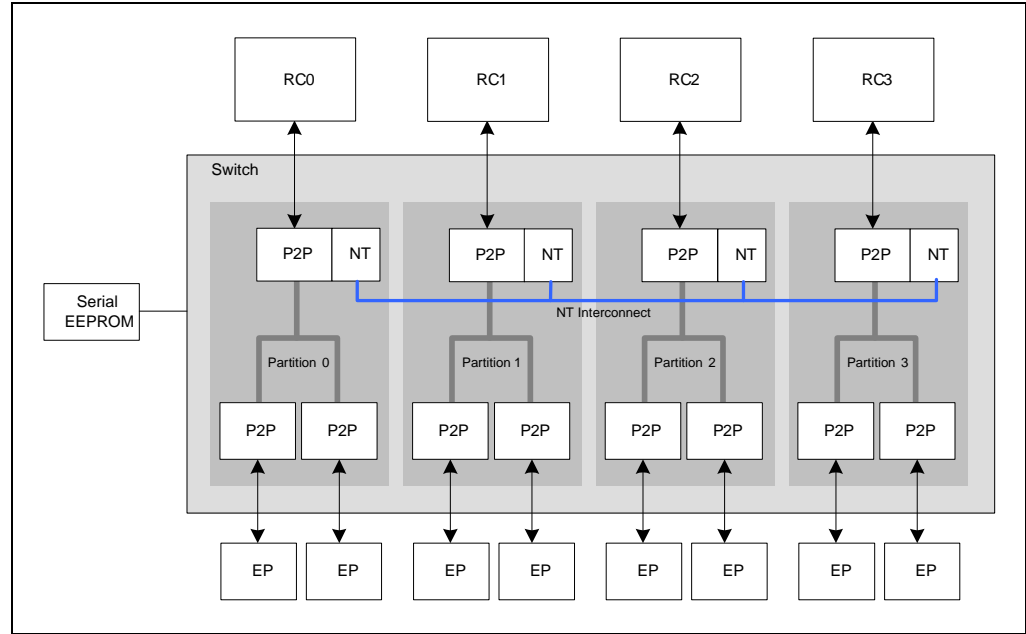 RC0
RC1
RC2
RC3
Switch
P2P
NT
P2P
NT
P2P
NT
P2P
NT
Serial
EEPROM
NT Interconnect
Partition 0
Partition 1
Partition 2
Partition 3
P2P
P2P
P2P
P2P
P2P
P2P
P2P
P2P
EP
EP
EP
EP
EP
EP
EP
EP